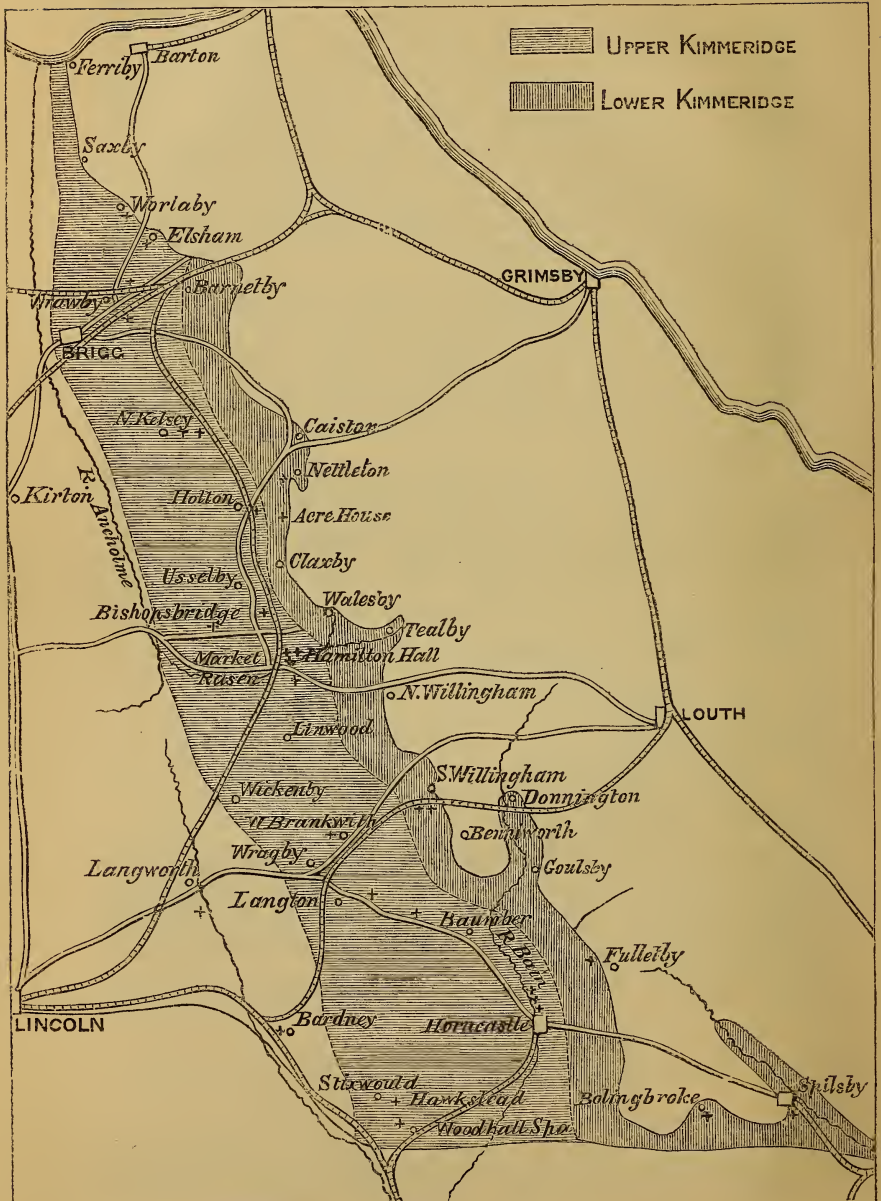 UPPER KIMMERIDGE
LOWER KIMMERIDGE
Ferriby
Barton
Saxby
Worlaby
Elsham
GRIMSBY
Barnetby
Wrawby
BRIGG
N. Kelsey
Caistor
Nettleton
Kirton
R. Ancholme
Holton
Acre House
Claxby
Usselby
Walesby
Bishopsbridge
Tealby
Market
Rasen
Hamilton Hall
N. Willingham
LOUTH
Linwood
S. Willingham
Wickenby
Donnington
Brankwith
Benniworth
Wragby
Goulsby
Langworth
Langton
Baumber
R. Bain
Fulletby
LINCOLN
Bardney
Horncastle
Stixwould
Hawkstead
Bolingbroke
Spilsby
Woodhall Spa